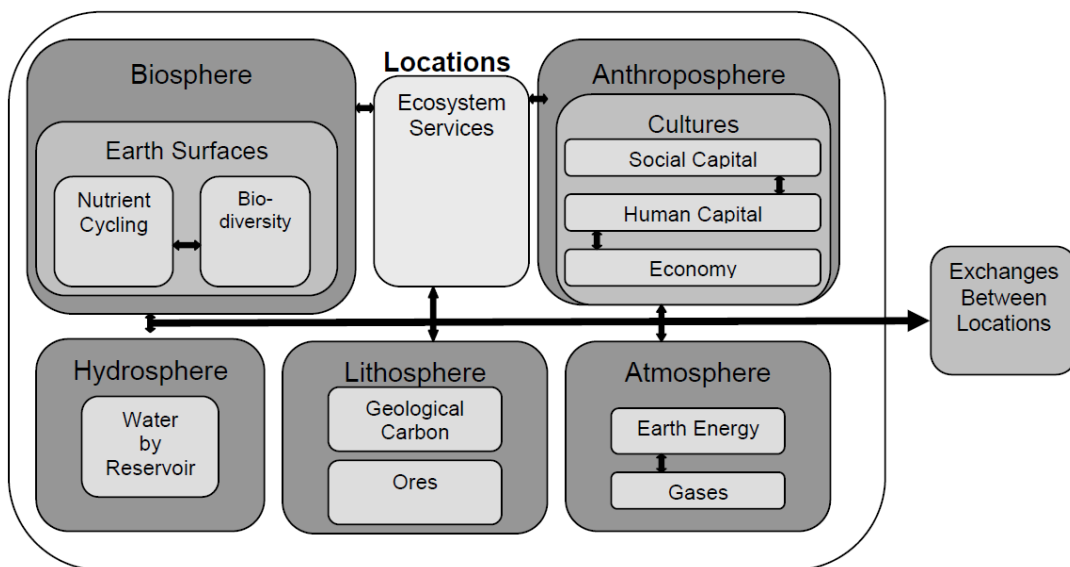 Locations
Biosphere
Earth Surfaces
Nutrient
Cycling
Bio-
diversity
Ecosystem
Services
Anthroposphere
Cultures
Social Capital
Human Capital
Economy
Exchanges
Between
Locations
Hydrosphere
Water
by
Reservoir
Lithosphere
Geological
Carbon
Ores
Atmosphere
Earth Energy
Gases